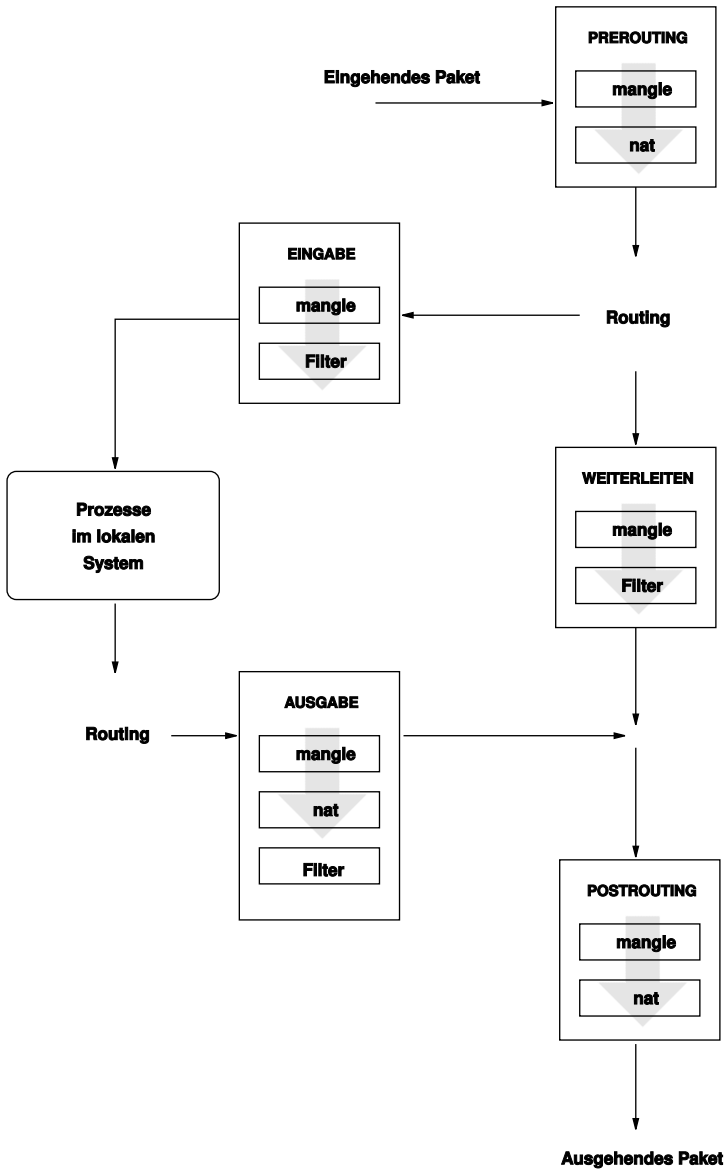 PREROUTING
Eingehendes Paket
mangle
nat
EINGABE
mangle
Filter
Routing
WEITERLEITEN
mangle
Filter
Prozesse
im lokalen
System
AUSGABE
Routing
mangle
nat
Filter
POSTROUTING
mangle
nat
Ausgehendes Paket